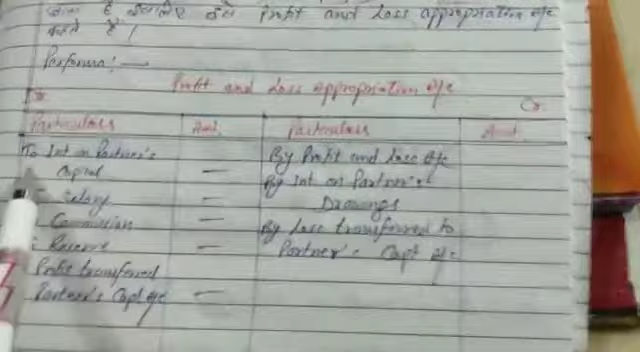 Profit and Loss appropriation a/c
Performa:—
Profit and Loss appropriation a/c
Cr.
Particulars Amt. Particulars Amt.
To Int on Partner's By Profit and Loss a/c
Capital — By Int on Partner's
Salary — Drawings
Commission — By Loss transferred to
Reserve — Partner's Capt a/c
Profit transferred
Partner's Capt a/c —